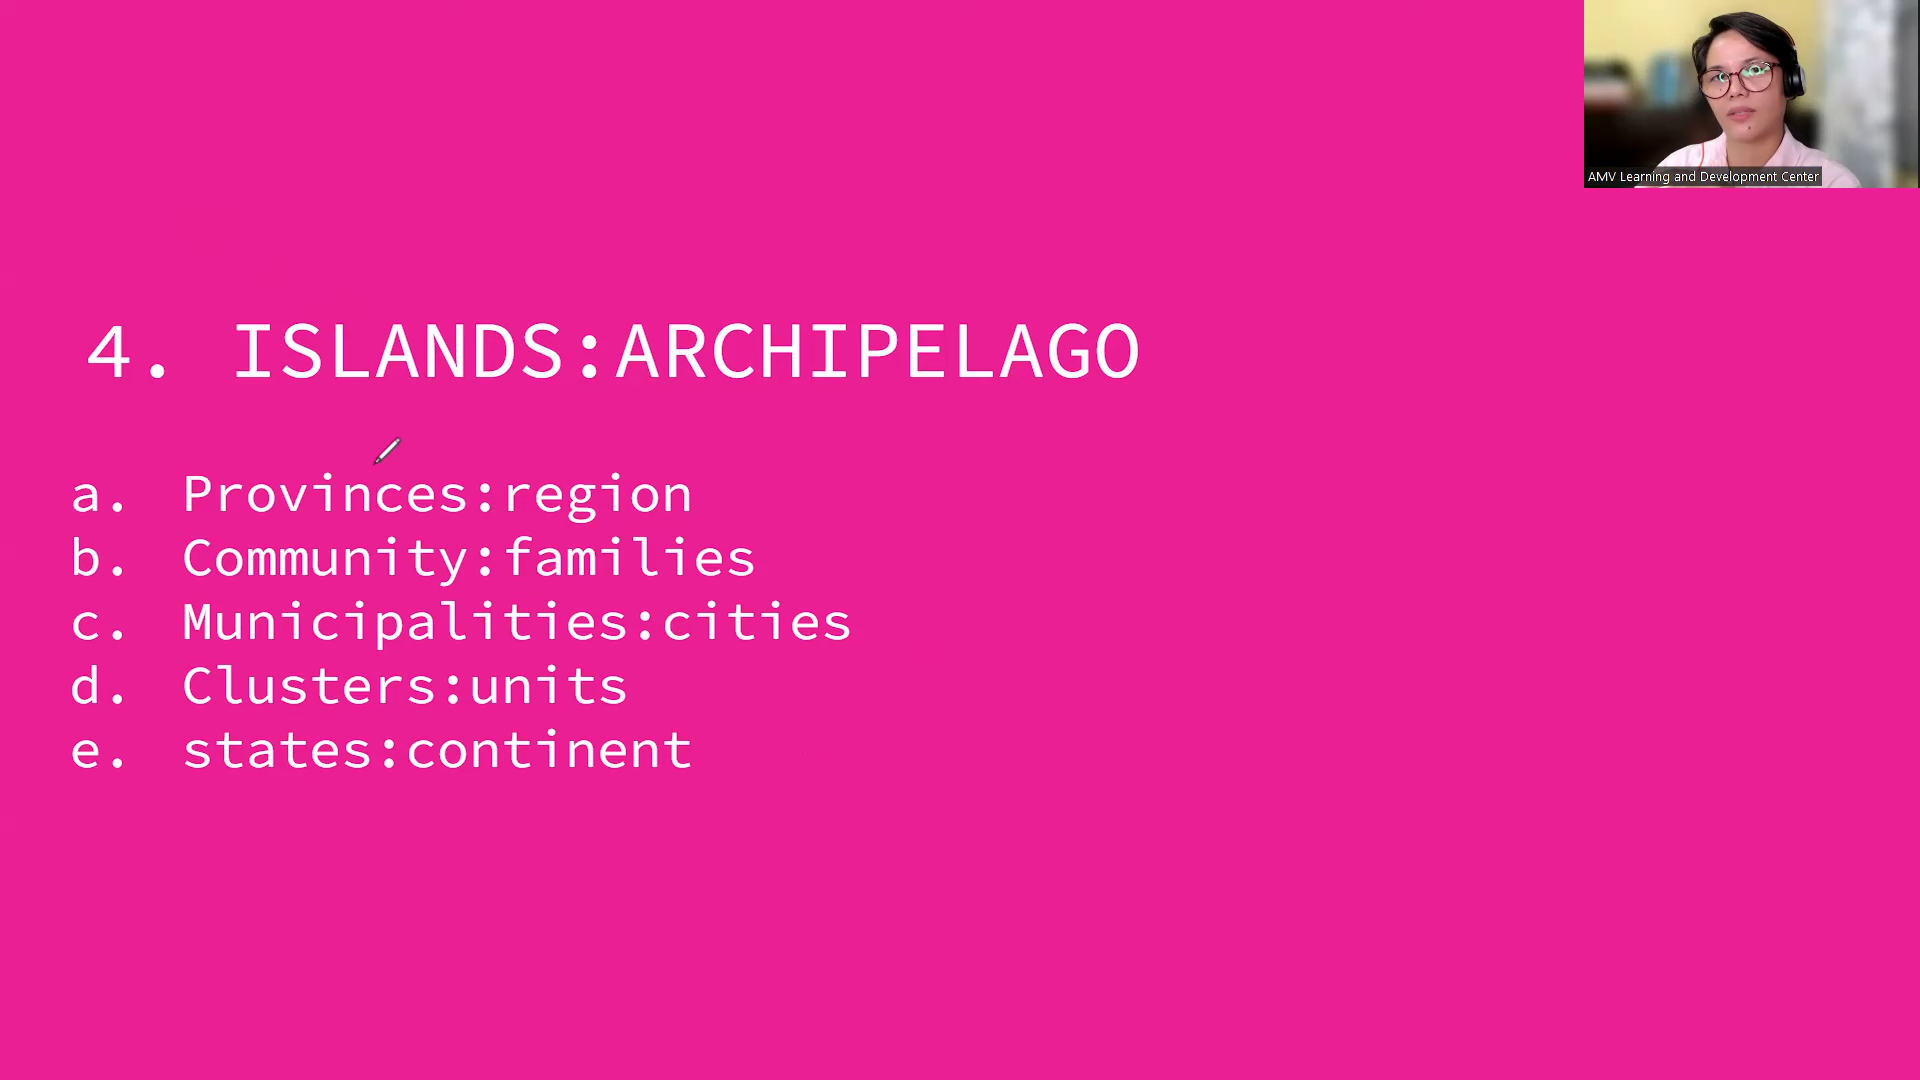 AMV Learning and Development Center
4. ISLANDS:ARCHIPELAGO
a. Provinces:region
b. Community:families
c. Municipalities:cities
d. Clusters:units
e. states:continent